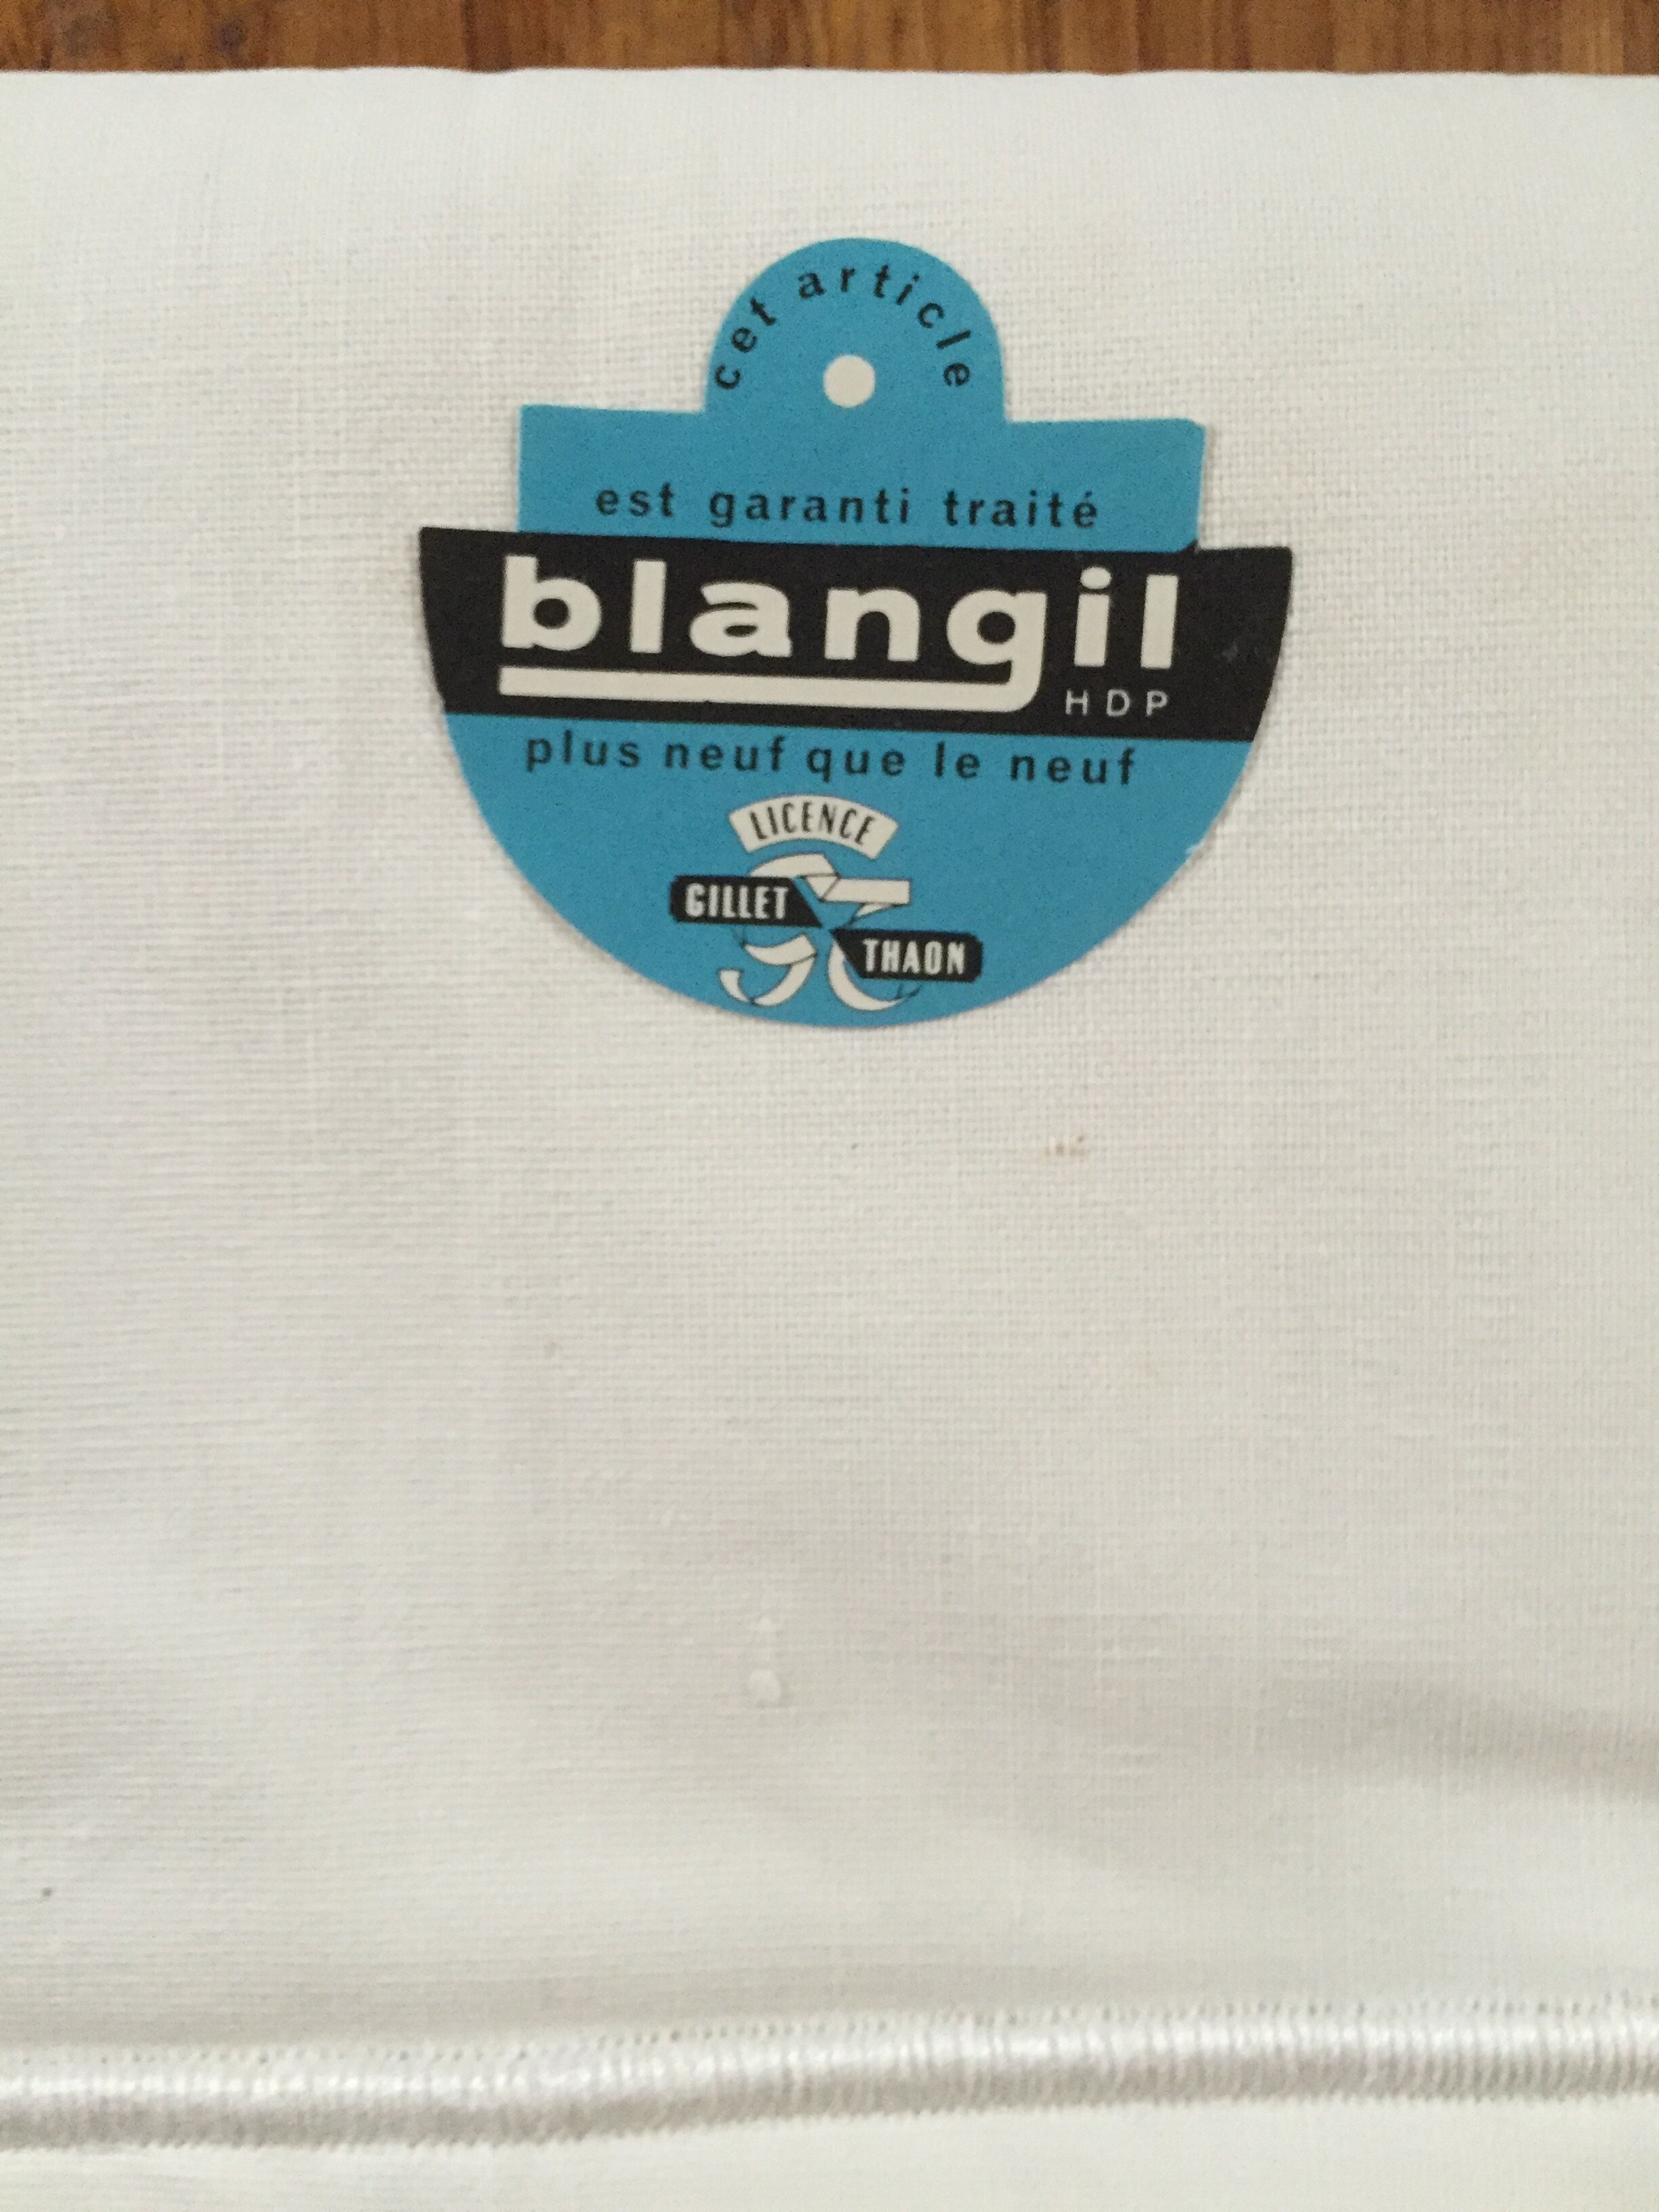 cet article
est garanti traité
blangil
HDP
plus neuf que le neuf
LICENCE
GILLET
THAON